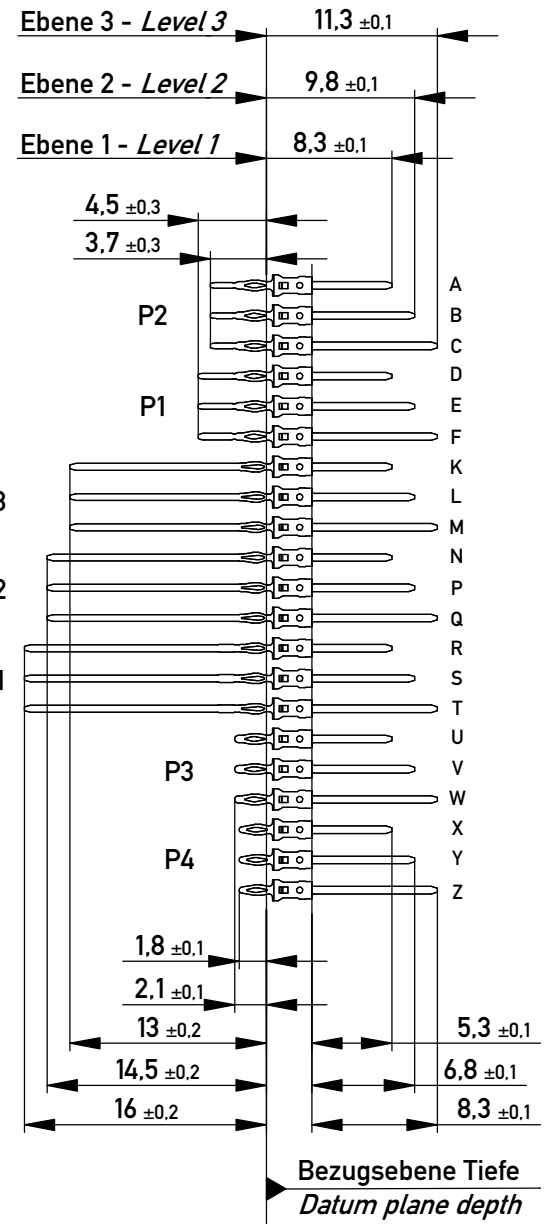 Ebene 3 - Level 3 11,3 ±0,1
Ebene 2 - Level 2 9,8 ±0,1
Ebene 1 - Level 1 8,3 ±0,1
4,5 ±0,3
3,7 ±0,3
A
P2 B
C
D
P1 E
F
K
3 L
M
N
2 P
Q
R
1 S
T
U
P3 V
W
X
P4 Y
Z
1,8 ±0,1
2,1 ±0,1
13 ±0,2 5,3 ±0,1
14,5 ±0,2 6,8 ±0,1
16 ±0,2 8,3 ±0,1
Bezugsebene Tiefe
Datum plane depth